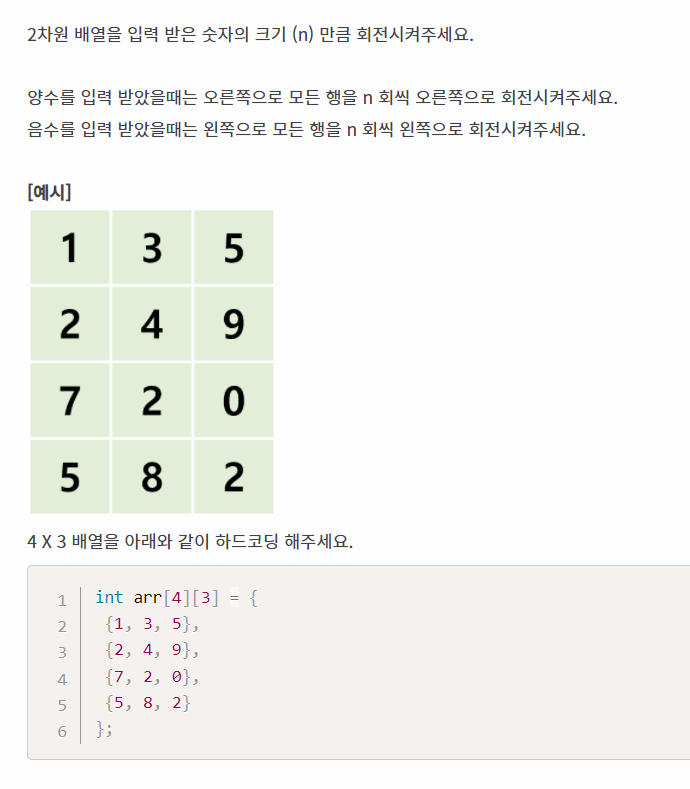 2차원 배열을 입력 받은 숫자의 크기 (n) 만큼 회전시켜주세요.
양수를 입력 받았을때는 오른쪽으로 모든 행을 n 회씩 오른쪽으로 회전시켜주세요.
음수를 입력 받았을때는 왼쪽으로 모든 행을 n 회씩 왼쪽으로 회전시켜주세요.
[예시]
1 3 5
2 4 9
7 2 0
5 8 2
4 X 3 배열을 아래와 같이 하드코딩 해주세요.
1 int arr[4][3] = {
2 {1, 3, 5},
3 {2, 4, 9},
4 {7, 2, 0},
5 {5, 8, 2}
6 };